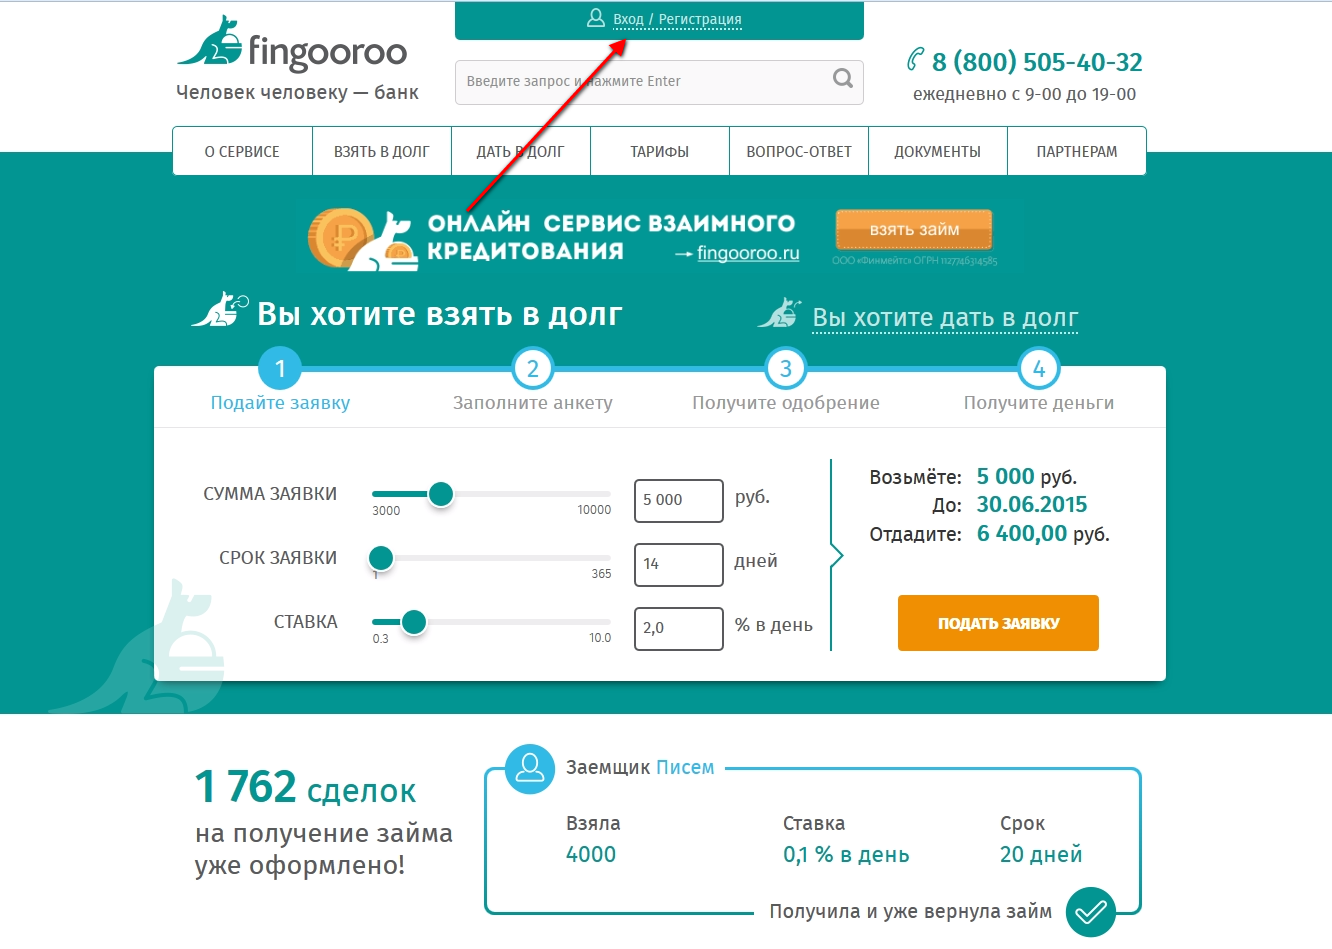 Вход / Регистрация
fingooroo
Человек человеку — банк
Введите запрос и нажмите Enter
8 (800) 505-40-32
ежедневно с 9-00 до 19-00
О СЕРВИСЕ
ВЗЯТЬ В ДОЛГ
ДАТЬ В ДОЛГ
ТАРИФЫ
ВОПРОС-ОТВЕТ
ДОКУМЕНТЫ
ПАРТНЕРАМ
ОНЛАЙН СЕРВИС ВЗАИМНОГО
КРЕДИТОВАНИЯ → fingooroo.ru
взять займ
ООО «Финмейтс» ОГРН 1127746314585
Вы хотите взять в долг
Вы хотите дать в долг
1
2
3
4
Подайте заявку
Заполните анкету
Получите одобрение
Получите деньги
СУММА ЗАЯВКИ
3000
10000
5 000
руб.
СРОК ЗАЯВКИ
1
365
14
дней
СТАВКА
0.3
10.0
2,0
% в день
Возьмёте: 5 000 руб.
До: 30.06.2015
Отдадите: 6 400,00 руб.
ПОДАТЬ ЗАЯВКУ
1 762 сделок
на получение займа
уже оформлено!
Заемщик Писем
Взяла
Ставка
Срок
4000
0,1 % в день
20 дней
Получила и уже вернула займ